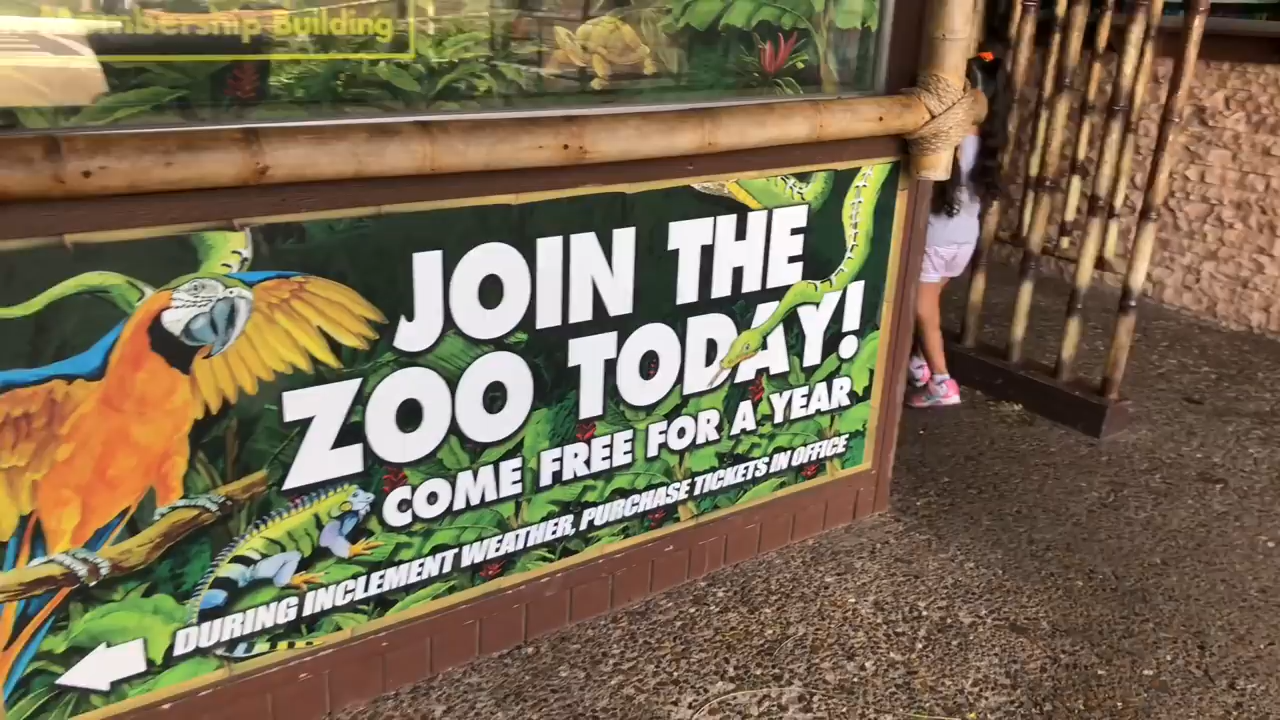 Membership Building
JOIN THE
ZOO TODAY!
COME FREE FOR A YEAR
DURING INCLEMENT WEATHER, PURCHASE TICKETS IN OFFICE